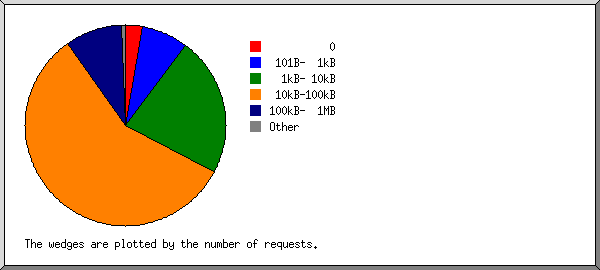 0
101B-  1kB
1kB- 10kB
10kB-100kB
100kB-  1MB
Other
The wedges are plotted by the number of requests.